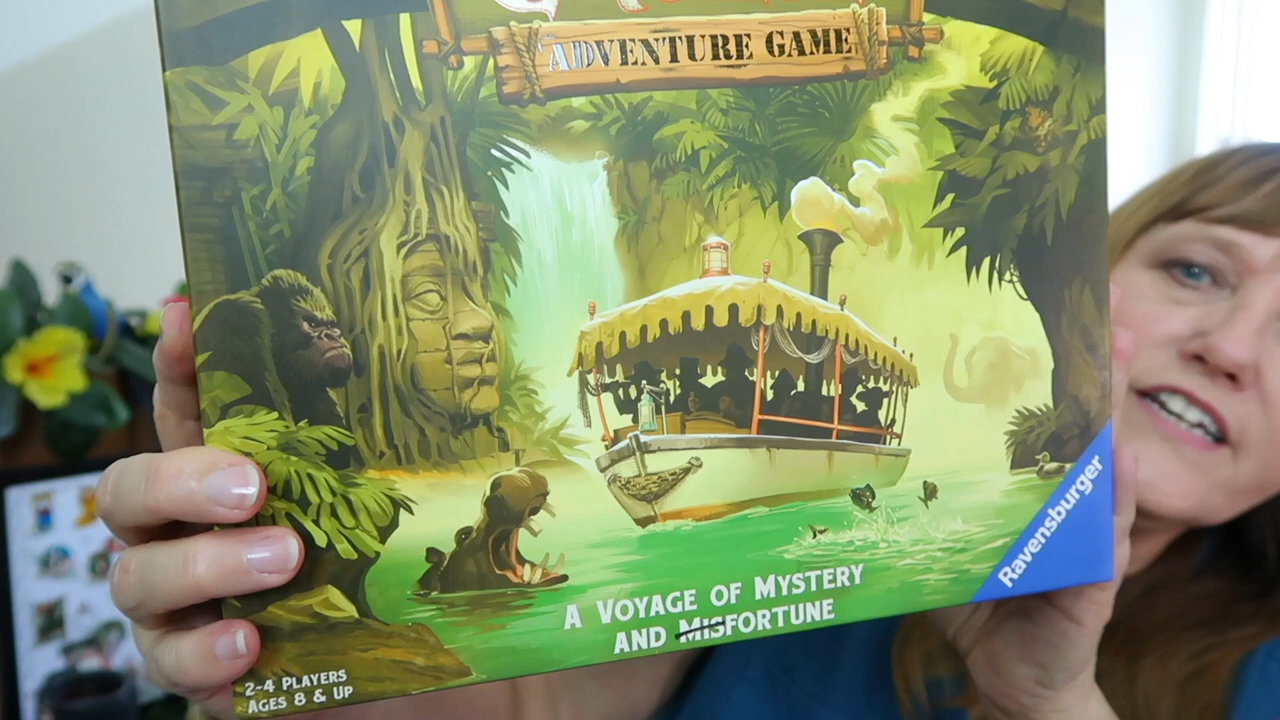 ADVENTURE GAME
A VOYAGE OF MYSTERY
AND MISFORTUNE
Ravensburger
2-4 PLAYERS
AGES 8 & UP